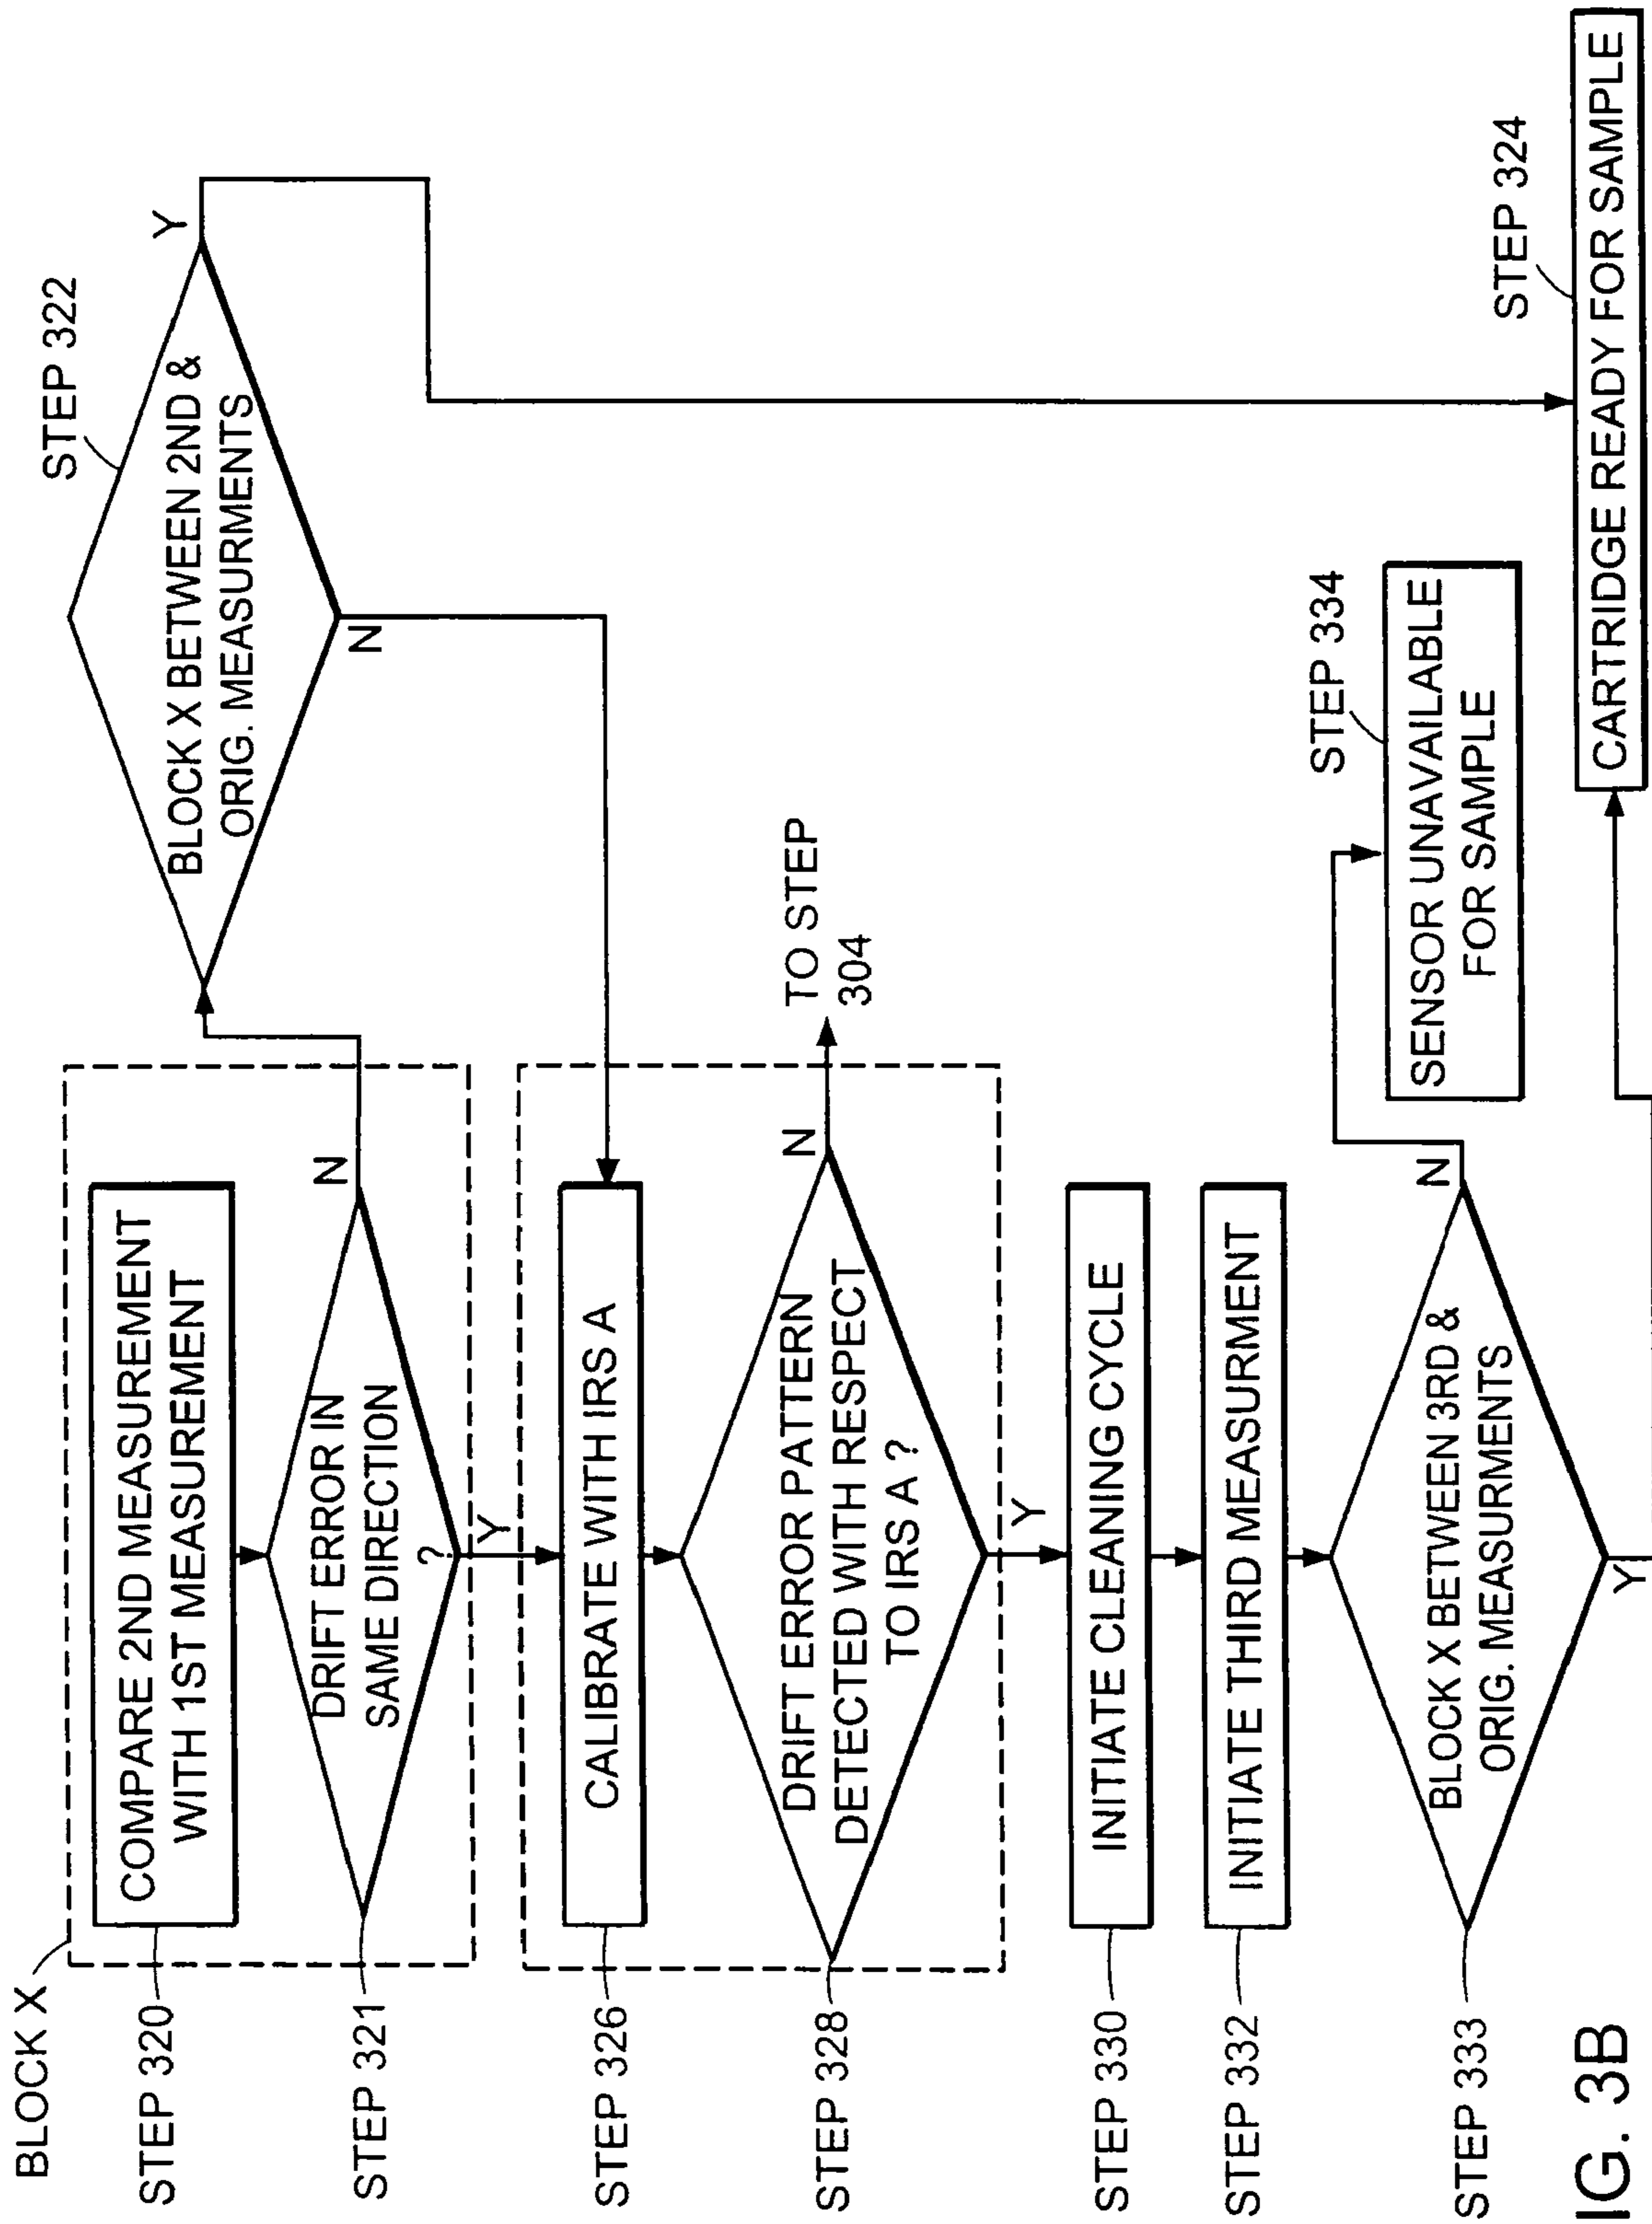 BLOCK X
STEP 320
COMPARE 2ND MEASUREMENT
WITH 1ST MEASUREMENT
STEP 321
DRIFT ERROR IN
SAME DIRECTION
?
N
Y
STEP 322
BLOCK X BETWEEN 2ND &
ORIG. MEASURMENTS
Y
N
STEP 326
CALIBRATE WITH IRS A
STEP 328
DRIFT ERROR PATTERN
DETECTED WITH RESPECT
TO IRS A ?
N
TO STEP
304
Y
STEP 330
INITIATE CLEANING CYCLE
STEP 332
INITIATE THIRD MEASURMENT
STEP 333
BLOCK X BETWEEN 3RD &
ORIG. MEASURMENTS
N
Y
STEP 334
SENSOR UNAVAILABLE
FOR SAMPLE
STEP 324
CARTRIDGE READY FOR SAMPLE
IG. 3B